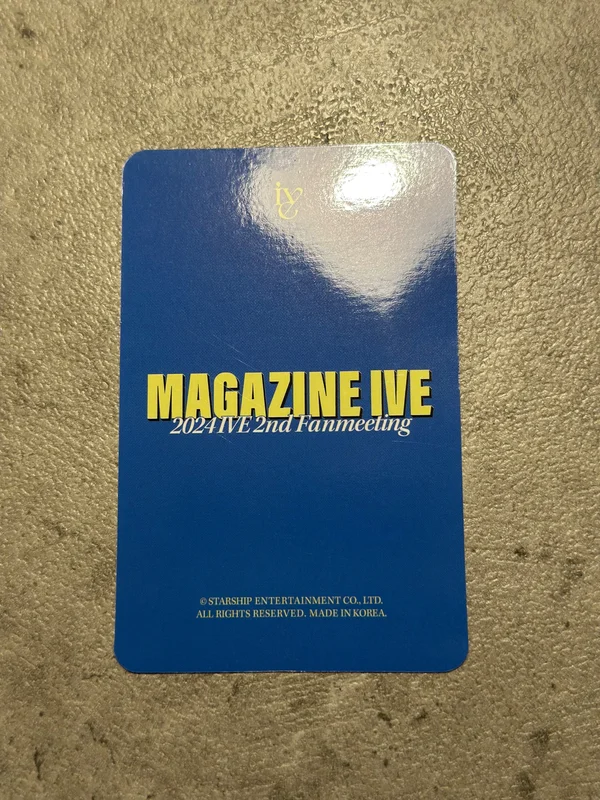 ive
MAGAZINE IVE
2024 IVE 2nd Fanmeeting
© STARSHIP ENTERTAINMENT CO., LTD.
ALL RIGHTS RESERVED. MADE IN KOREA.